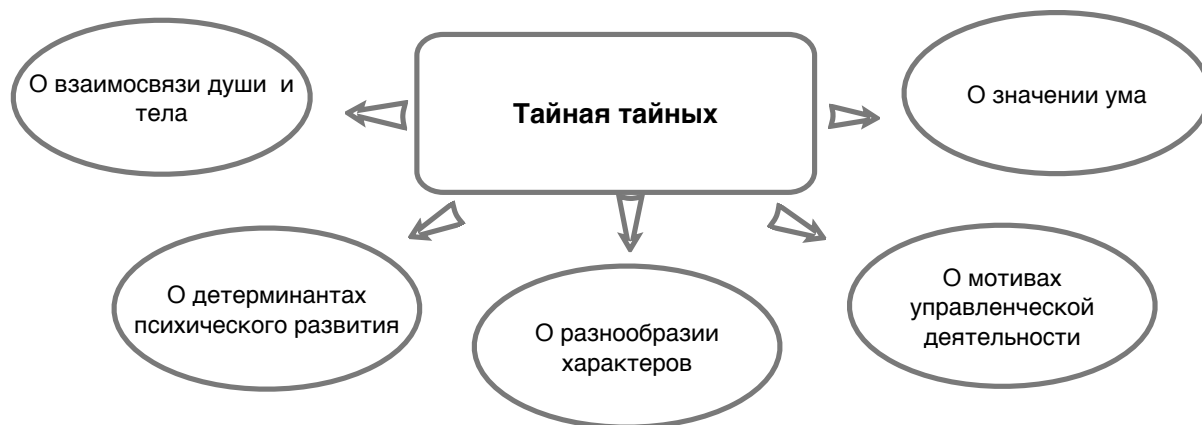 Тайная тайных
О взаимосвязи души и
тела
О значении ума
О детерминантах
психического развития
О разнообразии
характеров
О мотивах
управленческой
деятельности